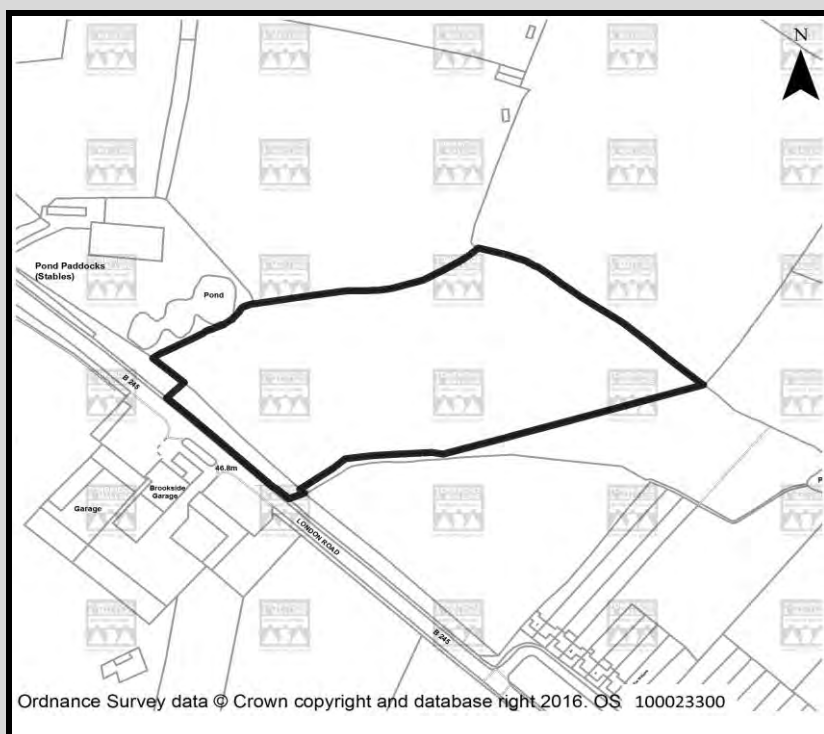 N
Pond Paddocks
(Stables)
Pond
B 245
46.8m
Brookside
Garage
Garage
LONDON ROAD
B 245
P
Ordnance Survey data © Crown copyright and database right 2016. OS 100023300